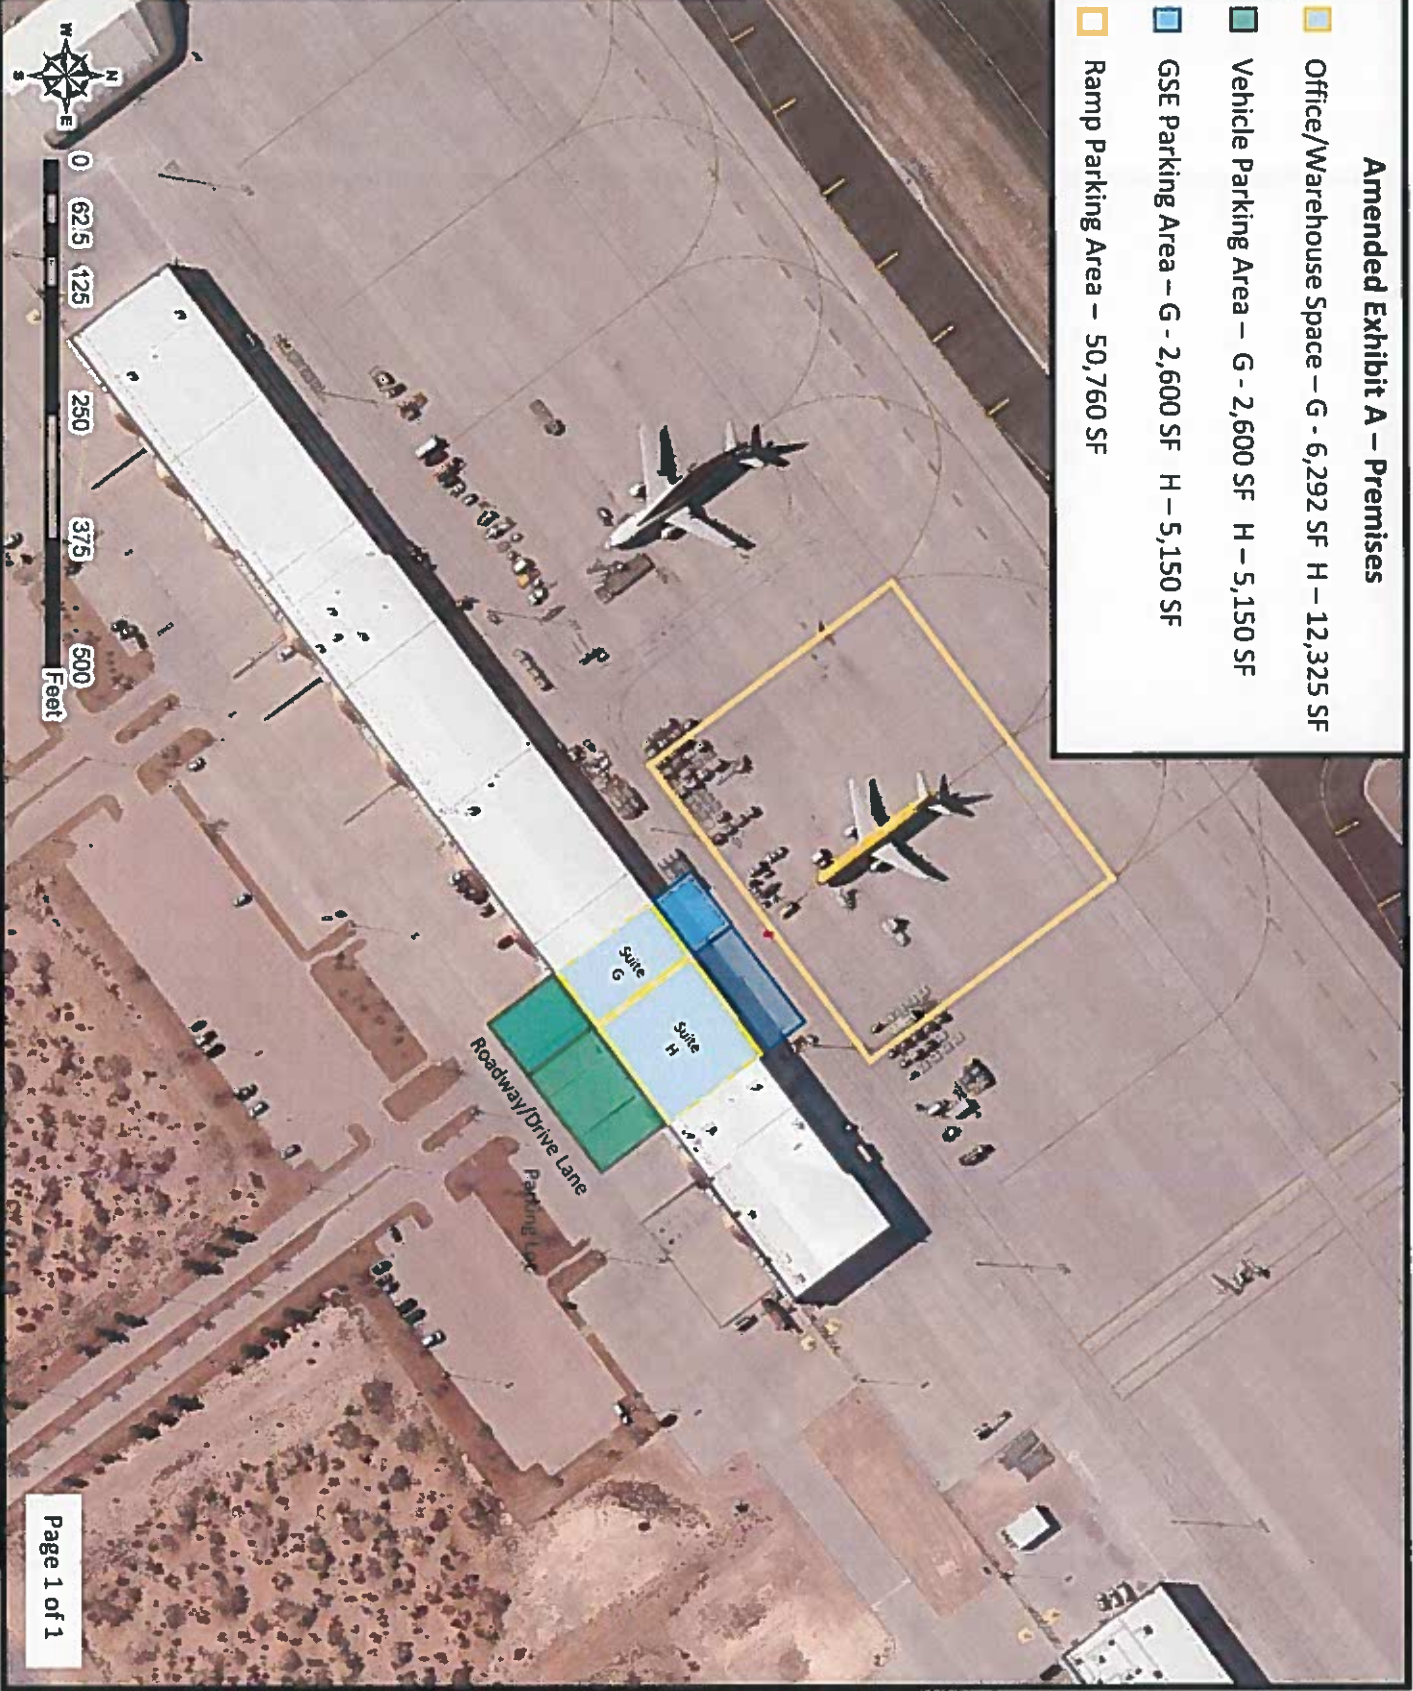 Amended Exhibit A – Premises
Office/Warehouse Space – G - 6,292 SF H – 12,325 SF
Vehicle Parking Area – G - 2,600 SF H – 5,150 SF
GSE Parking Area – G - 2,600 SF H – 5,150 SF
Ramp Parking Area – 50,760 SF
Suite
G
Suite
H
Roadway/Drive Lane
Parking Lot
N
W
E
S
0 62.5 125 250 375 500
Feet
Page 1 of 1